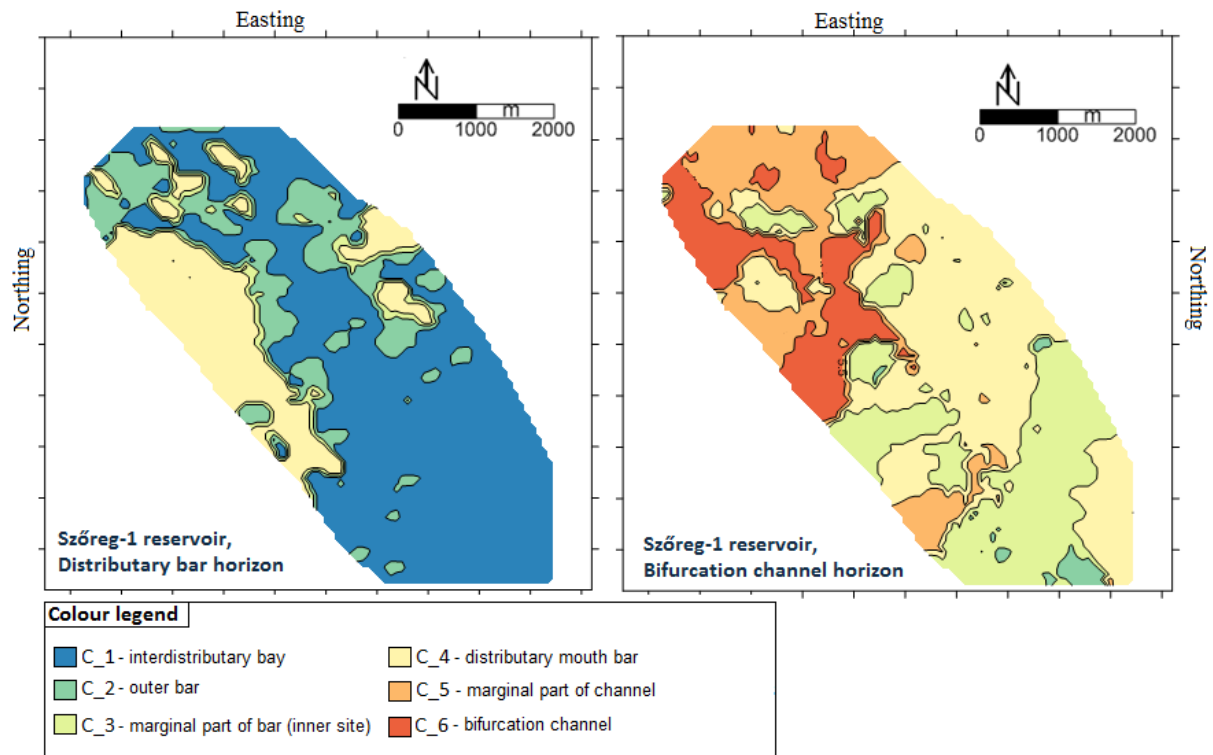 Easting
N
m
0 1000 2000
Northing
Szőreg-1 reservoir,
Distributary bar horizon
Easting
N
m
0 1000 2000
Northing
5.5
Szőreg-1 reservoir,
Bifurcation channel horizon
Colour legend
C_1 - interdistributary bay
C_2 - outer bar
C_3 - marginal part of bar (inner site)
C_4 - distributary mouth bar
C_5 - marginal part of channel
C_6 - bifurcation channel